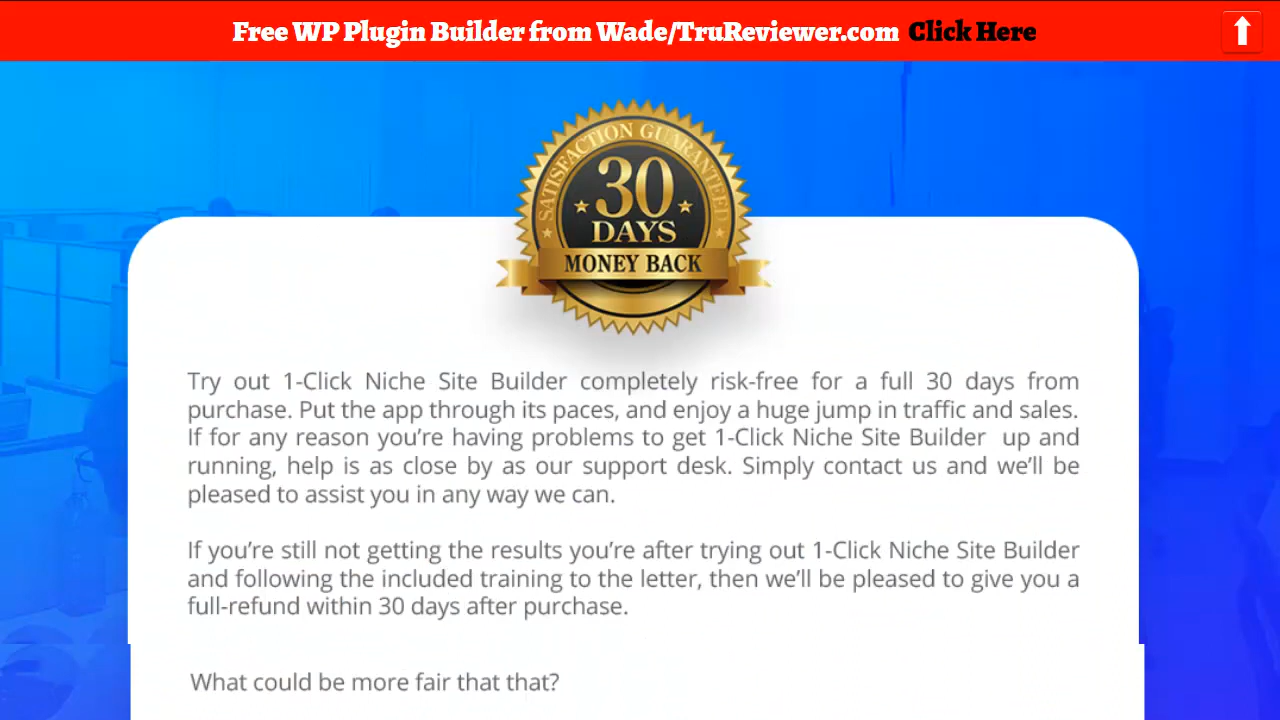 Free WP Plugin Builder from Wade/TruReviewer.com Click Here
SATISFACTION GUARANTEED
30
DAYS
MONEY BACK
Try out 1-Click Niche Site Builder completely risk-free for a full 30 days from
purchase. Put the app through its paces, and enjoy a huge jump in traffic and sales.
If for any reason you’re having problems to get 1-Click Niche Site Builder up and
running, help is as close by as our support desk. Simply contact us and we’ll be
pleased to assist you in any way we can.
If you’re still not getting the results you’re after trying out 1-Click Niche Site Builder
and following the included training to the letter, then we’ll be pleased to give you a
full-refund within 30 days after purchase.
What could be more fair that that?